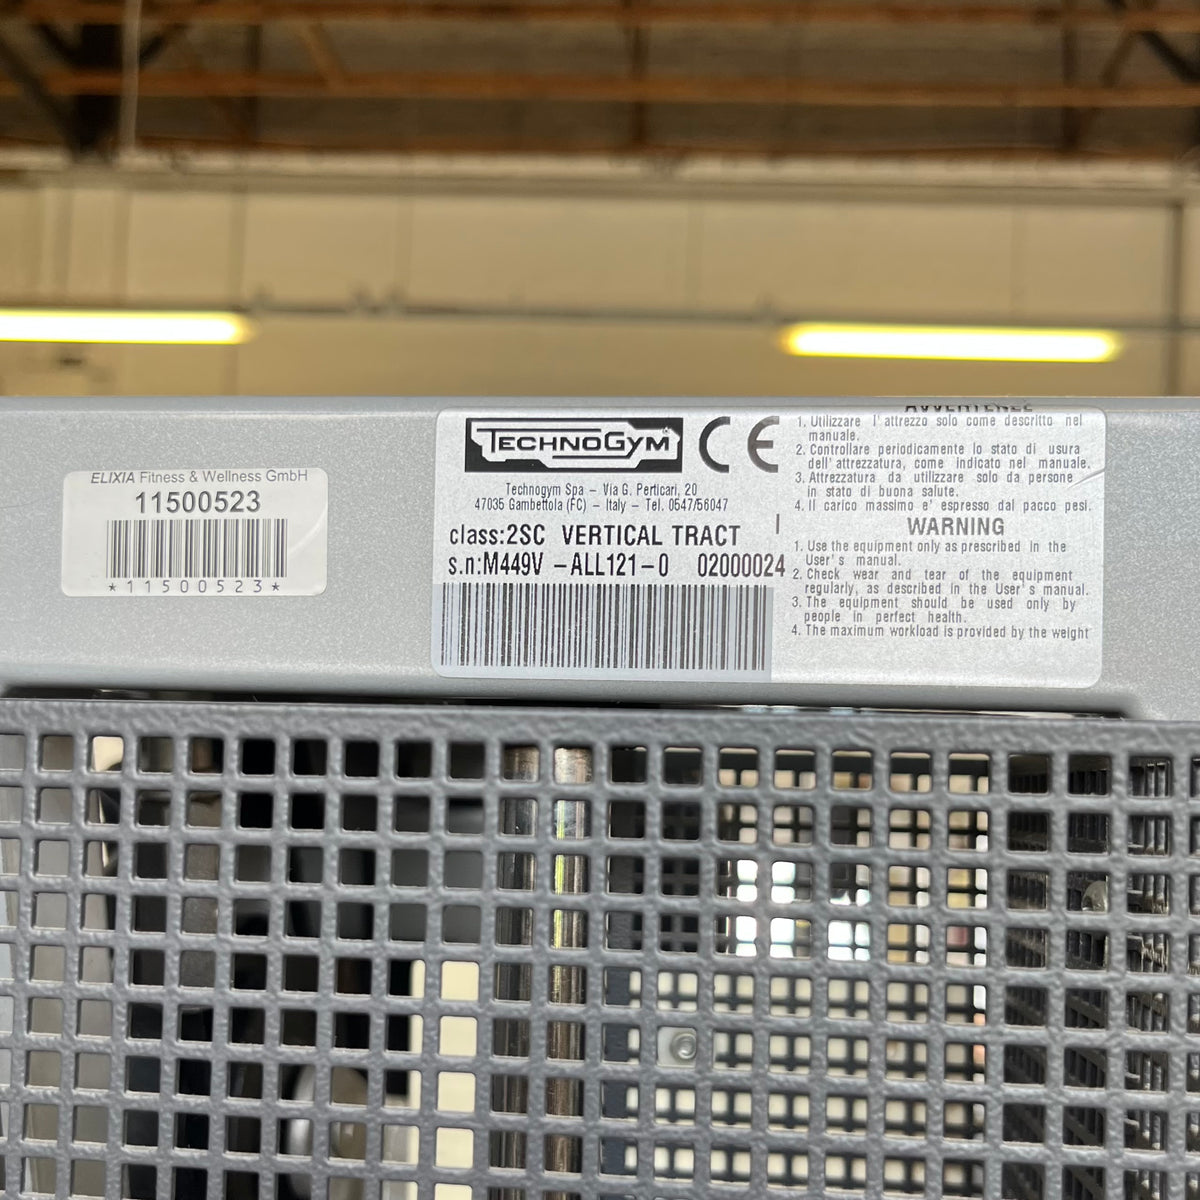 ELIXIA Fitness & Wellness GmbH
11500523
*11500523*
TECHNOGYM CE
Technogym Spa – Via G. Perticari, 20
47035 Gambettola (FC) – Italy – Tel. 0547/56047
class:2SC VERTICAL TRACT
s.n:M449V -ALL121-0 02000024
AVVERTENZE
1. Utilizzare l'attrezzo solo come descritto nel
manuale.
2. Controllare periodicamente lo stato di usura
dell'attrezzatura, come indicato nel manuale.
3. Attrezzatura da utilizzare solo da persone
in stato di buona salute.
4. Il carico massimo e' espresso dal pacco pesi.
WARNING
1. Use the equipment only as prescribed in the
User's manual.
2. Check wear and tear of the equipment
regularly, as described in the User's manual.
3. The equipment should be used only by
people in perfect health.
4. The maximum workload is provided by the weight